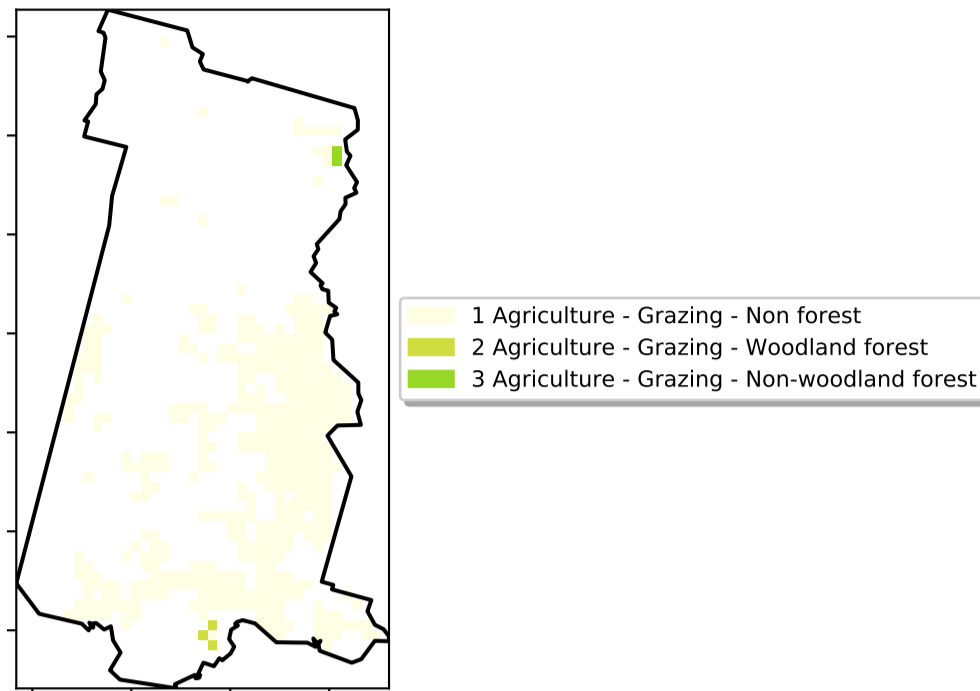 1 Agriculture - Grazing - Non forest
2 Agriculture - Grazing - Woodland forest
3 Agriculture - Grazing - Non-woodland forest